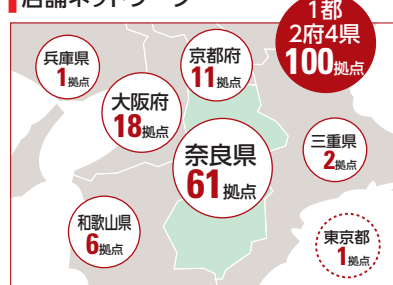 店舗ネットワーク
1都
2府4県
100拠点
兵庫県
1拠点
京都府
11拠点
大阪府
18拠点
奈良県
61拠点
三重県
2拠点
和歌山県
6拠点
東京都
1拠点